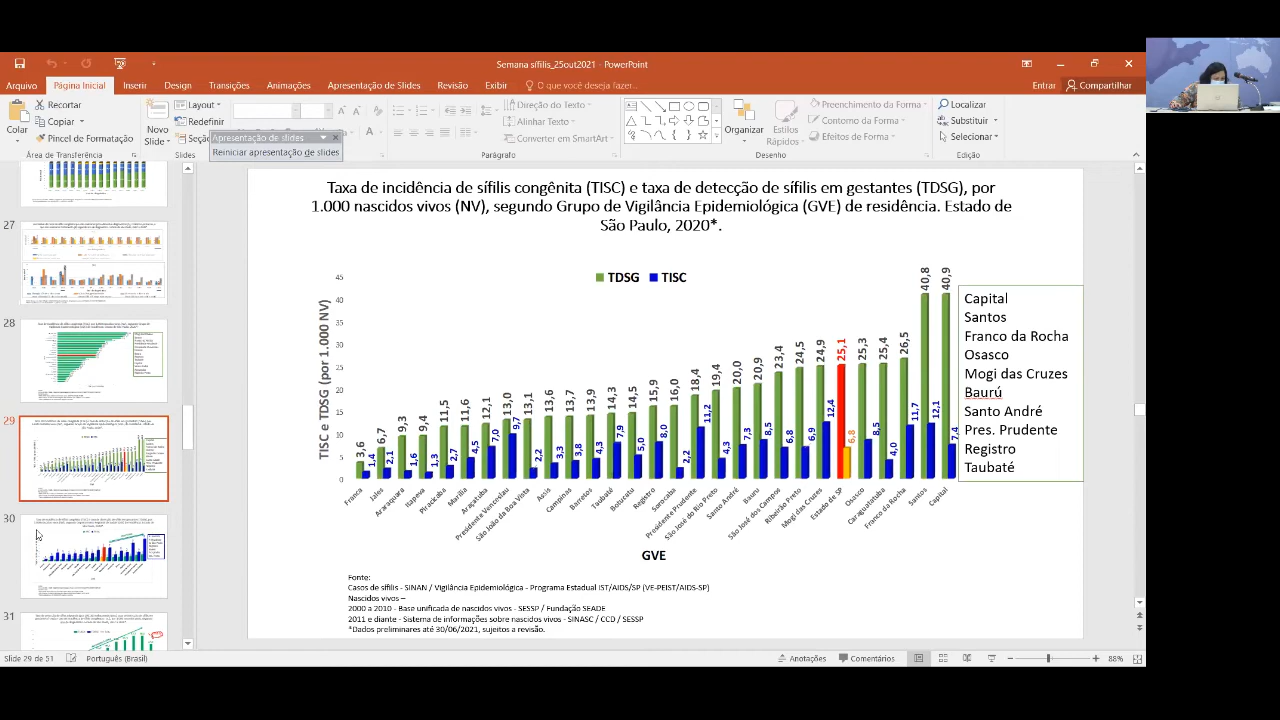 Semana sífilis_25out2021 - PowerPoint
Arquivo
Página Inicial
Inserir
Design
Transições
Animações
Apresentação de Slides
Revisão
Exibir
O que você deseja fazer...
Entrar
Compartilhar
Colar
Recortar
Copiar
Pincel de Formatação
Área de Transferência
Novo
Slide
Layout
Redefinir
Slides
Apresentação de slides
Reiniciar apresentação de slides
Direção do Texto
Alinhar Texto
Converter em SmartArt
Parágrafo
Organizar
Estilos
Rápidos
Preenchimento da Forma
Contorno da Forma
Efeitos de Forma
Desenho
Localizar
Substituir
Selecionar
Edição
27
28
29
30
31
Taxa de incidência de sífilis congênita (TISC) e taxa de detecção de sífilis em gestantes (TDSG), por
1.000 nascidos vivos (NV), segundo Grupo de Vigilância Epidemiológica (GVE) de residência. Estado de
São Paulo, 2020*.
TDSG TISC
TISC e TDSG (por 1.000 NV)
45
40
35
30
25
20
15
10
5
0
3,6 6,7 9,3 9,4 11,5 11,6 12,1 13,0 13,1 13,6 13,7 13,9 14,3 14,5 15,9 16,0 18,4 19,4 20,0 20,9 23,4 24,5 24,9 25,1 25,3 25,4 26,5 40,8 40,9
1,4 2,1 1,6 1,3 2,7 4,5 7,0 9,7 2,2 3,3 3,8 4,3 7,9 5,0 8,0 2,2 11,2 4,3 7,3 8,5 6,8 6,9 12,4 6,8 8,5 4,0 11,7 12,1
Franca
Jales
Araraquara
Itapeva
Piracicaba
Marília
Araçatuba
Presidente Venceslau
São João da Boa Vista
Assis
Campinas
Barretos
Taubaté
Botucatu
Registro
Sorocaba
Presidente Prudente
São José do Rio Preto
Santo André
São José dos Campos
Ribeirão Preto
Mogi das Cruzes
Estado de SP
Osasco
Caraguatatuba
Franco da Rocha
Santos
Capital
GVE
Capital
Santos
Franco da Rocha
Osasco
Mogi das Cruzes
Baurú
Santo André
Pres. Prudente
Registro
Taubaté
Fonte:
Casos de sífilis - SINAN / Vigilância Epidemiológica - Programa Estadual IST/AIDS/SP (VE-PEIST/AIDS-SP)
Nascidos vivos –
2000 a 2010 - Base unificada de nascidos vivos - SESSP / Fundação SEADE
2011 e diante - Sistema de informações sobre nascidos vivos - SINASC / CCD / SESSP
*Dados preliminares até 30/06/2021, sujeitos a revisão.
Slide 29 de 51
Português (Brasil)
Anotações
Comentários
88%